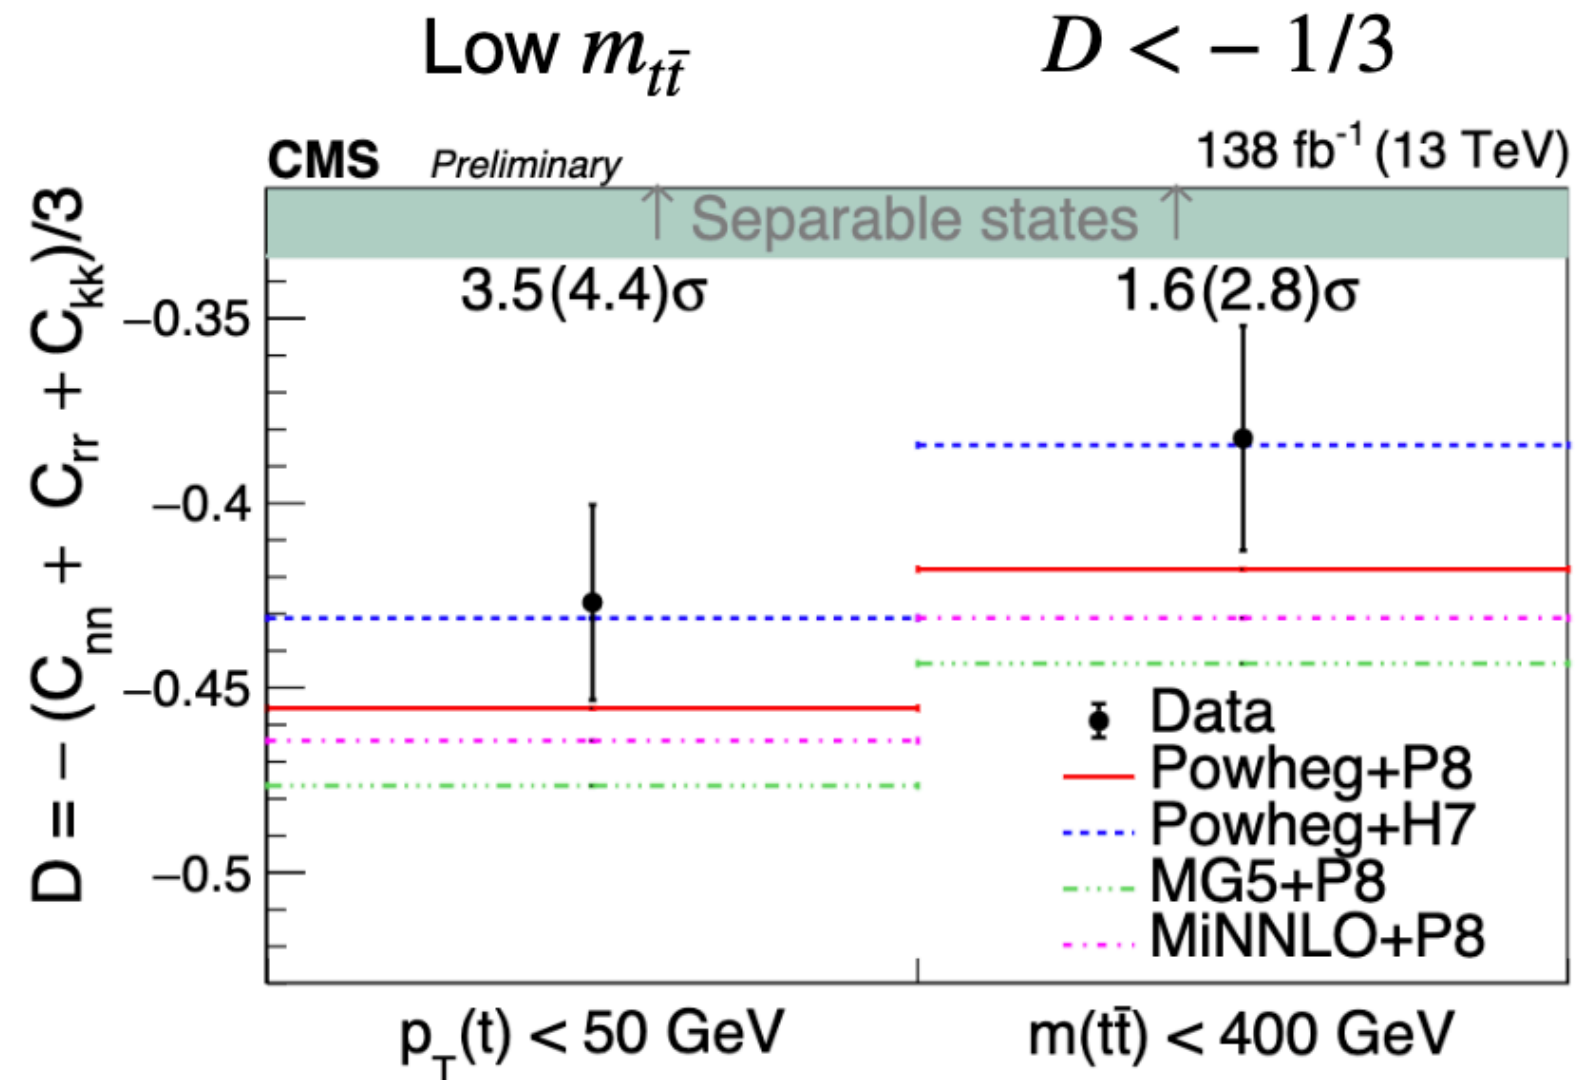 Low m_{tt̄} D < − 1/3
CMS Preliminary 138 fb⁻¹ (13 TeV)
↑ Separable states ↑
3.5(4.4)σ 1.6(2.8)σ
D = − (C_{nn} + C_{rr} + C_{kk})/3
−0.35
−0.4
−0.45
−0.5
Data
Powheg+P8
Powheg+H7
MG5+P8
MiNNLO+P8
p_T(t) < 50 GeV m(tt̄) < 400 GeV